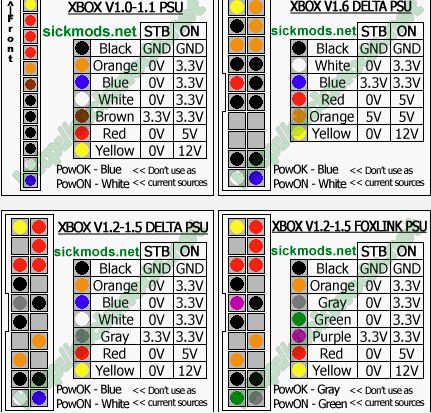 Front
XBOX V1.0-1.1 PSU
sickmods.net STB ON
Black GND GND
Orange 0V 3.3V
Blue 0V 3.3V
White 0V 3.3V
Brown 3.3V 3.3V
Red 0V 5V
Yellow 0V 12V
PowOK - Blue << Don't use as
PowON - White << current sources
XBOX V1.6 DELTA PSU
sickmods.net STB ON
Black GND GND
White 0V 3.3V
Blue 3.3V 3.3V
Red 0V 5V
Orange 5V 5V
Yellow 0V 12V
PowOK - Blue << Don't use as
PowON - White << current sources
XBOX V1.2-1.5 DELTA PSU
sickmods.net STB ON
Black GND GND
Orange 0V 3.3V
Blue 0V 3.3V
White 0V 3.3V
Gray 3.3V 3.3V
Red 0V 5V
Yellow 0V 12V
PowOK - Blue << Don't use as
PowON - White << current sources
XBOX V1.2-1.5 FOXLINK PSU
sickmods.net STB ON
Black GND GND
Orange 0V 3.3V
Gray 0V 3.3V
Green 0V 3.3V
Purple 3.3V 3.3V
Red 0V 5V
Yellow 0V 12V
PowOK - Gray << Don't use as
PowON - Green << current sources